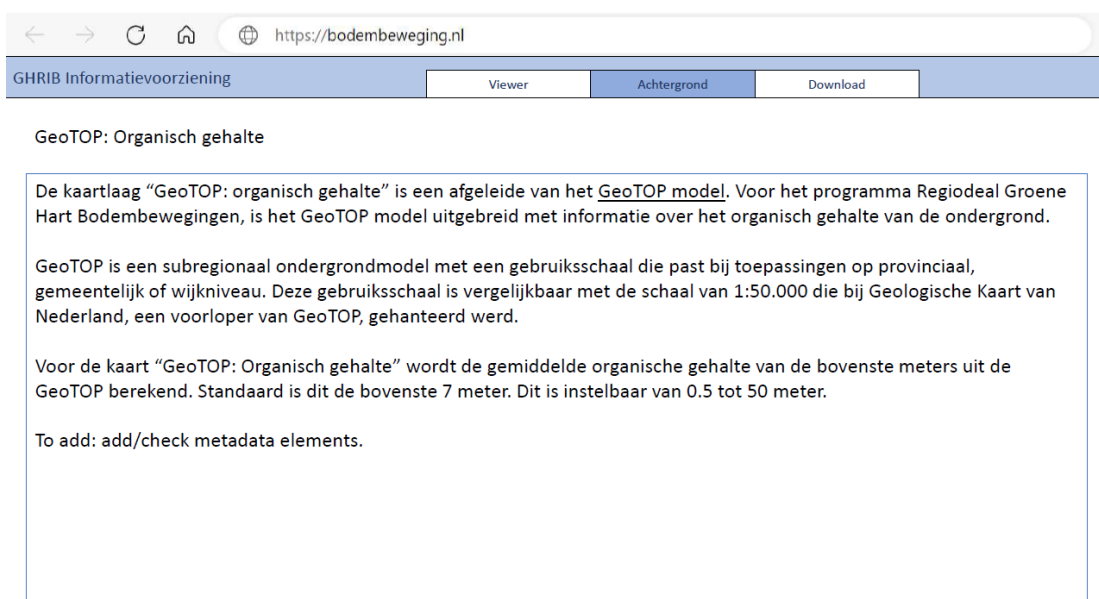 https://bodembeweging.nl
GHRIB Informatievoorziening
Viewer
Achtergrond
Download
GeoTOP: Organisch gehalte
De kaartlaag “GeoTOP: organisch gehalte” is een afgeleide van het GeoTOP model. Voor het programma Regiodeal Groene
Hart Bodembewegingen, is het GeoTOP model uitgebreid met informatie over het organisch gehalte van de ondergrond.
GeoTOP is een subregionaal ondergrondmodel met een gebruiksschaal die past bij toepassingen op provinciaal,
gemeentelijk of wijkniveau. Deze gebruiksschaal is vergelijkbaar met de schaal van 1:50.000 die bij Geologische Kaart van
Nederland, een voorloper van GeoTOP, gehanteerd werd.
Voor de kaart “GeoTOP: Organisch gehalte” wordt de gemiddelde organische gehalte van de bovenste meters uit de
GeoTOP berekend. Standaard is dit de bovenste 7 meter. Dit is instelbaar van 0.5 tot 50 meter.
To add: add/check metadata elements.